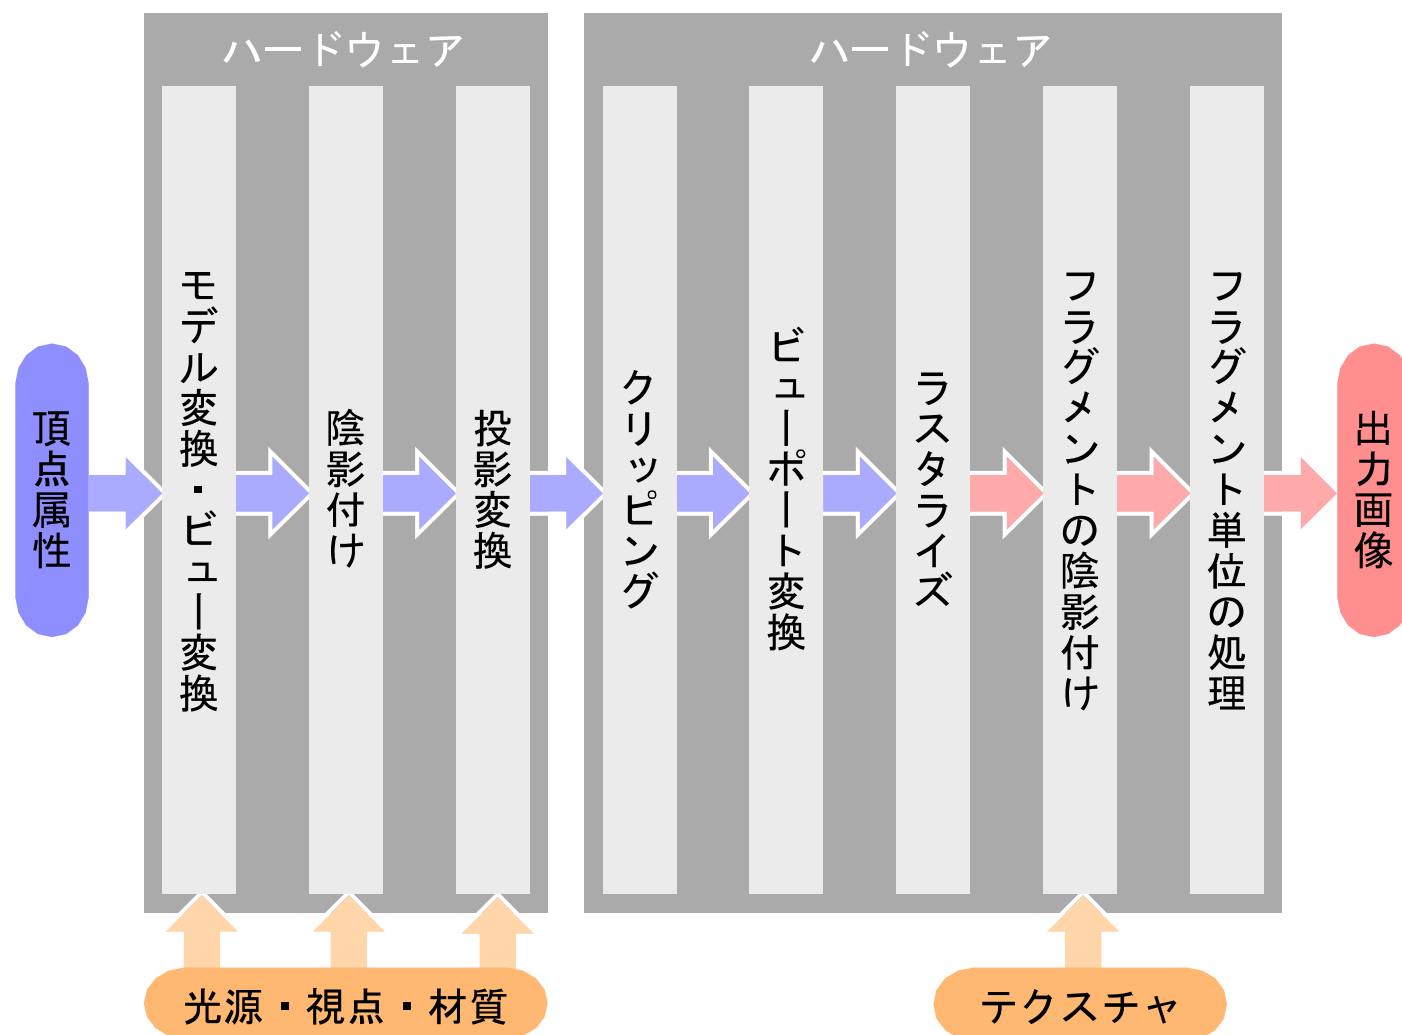 ハードウェア
ハードウェア
頂点属性
モデル変換・ビュー変換
陰影付け
投影変換
クリッピング
ビューポート変換
ラスタライズ
フラグメントの陰影付け
フラグメント単位の処理
出力画像
光源・視点・材質
テクスチャ